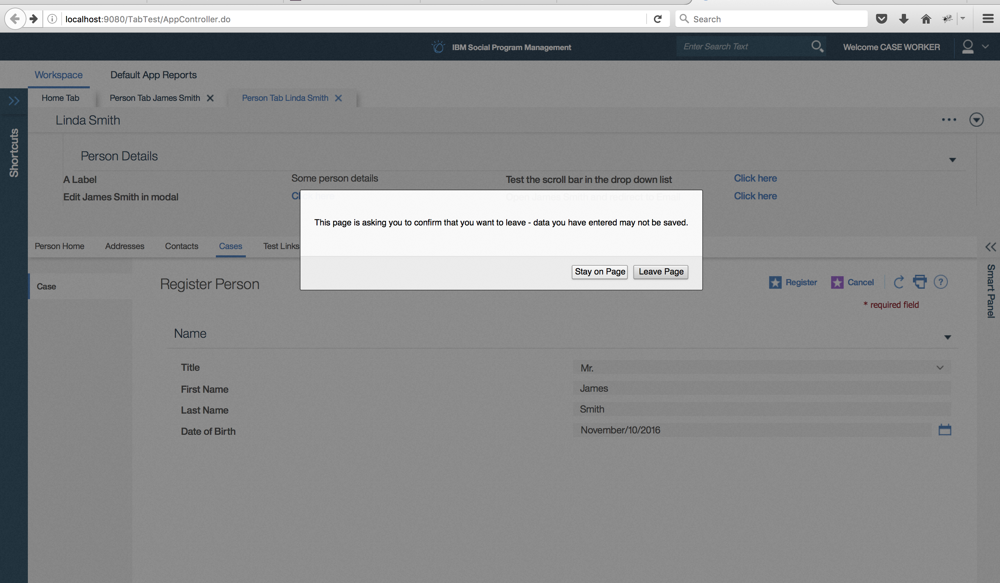 localhost:9080/TabTest/AppController.do
Search
IBM Social Program Management
Enter Search Text
Welcome CASE WORKER
Workspace
Default App Reports
Home Tab
Person Tab James Smith
Person Tab Linda Smith
Linda Smith
Shortcuts
Person Details
A Label
Some person details
Test the scroll bar in the drop down list
Click here
Edit James Smith in modal
Click here
Open James Smith and redirect to Email
Click here
This page is asking you to confirm that you want to leave - data you have entered may not be saved.
Stay on Page
Leave Page
Person Home
Addresses
Contacts
Cases
Test Links
Smart Panel
Case
Register Person
Register
Cancel
?
* required field
Name
Title
Mr.
First Name
James
Last Name
Smith
Date of Birth
November/10/2016